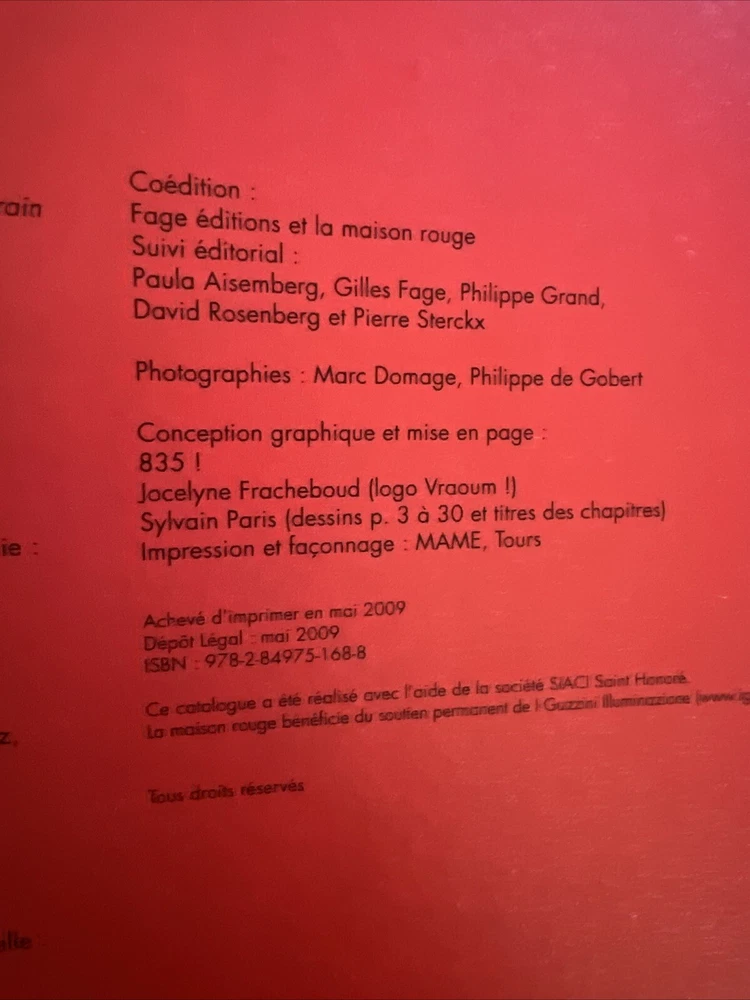 Coédition :
Fage éditions et la maison rouge
Suivi éditorial :
Paula Aisemberg, Gilles Fage, Philippe Grand,
David Rosenberg et Pierre Sterckx
Photographies : Marc Domage, Philippe de Gobert
Conception graphique et mise en page :
835 !
Jocelyne Fracheboud (logo Vraoum !)
Sylvain Paris (dessins p. 3 à 30 et titres des chapitres)
Impression et façonnage : MAME, Tours
Achevé d'imprimer en mai 2009
Dépôt Légal : mai 2009
ISBN : 978-2-84975-168-8
Ce catalogue a été réalisé avec l'aide de la société SIACI Saint Honoré.
La maison rouge bénéficie du soutien permanent de i Guzzini Illuminazione (www.ig
Tous droits réservés
rain
ie :
z,